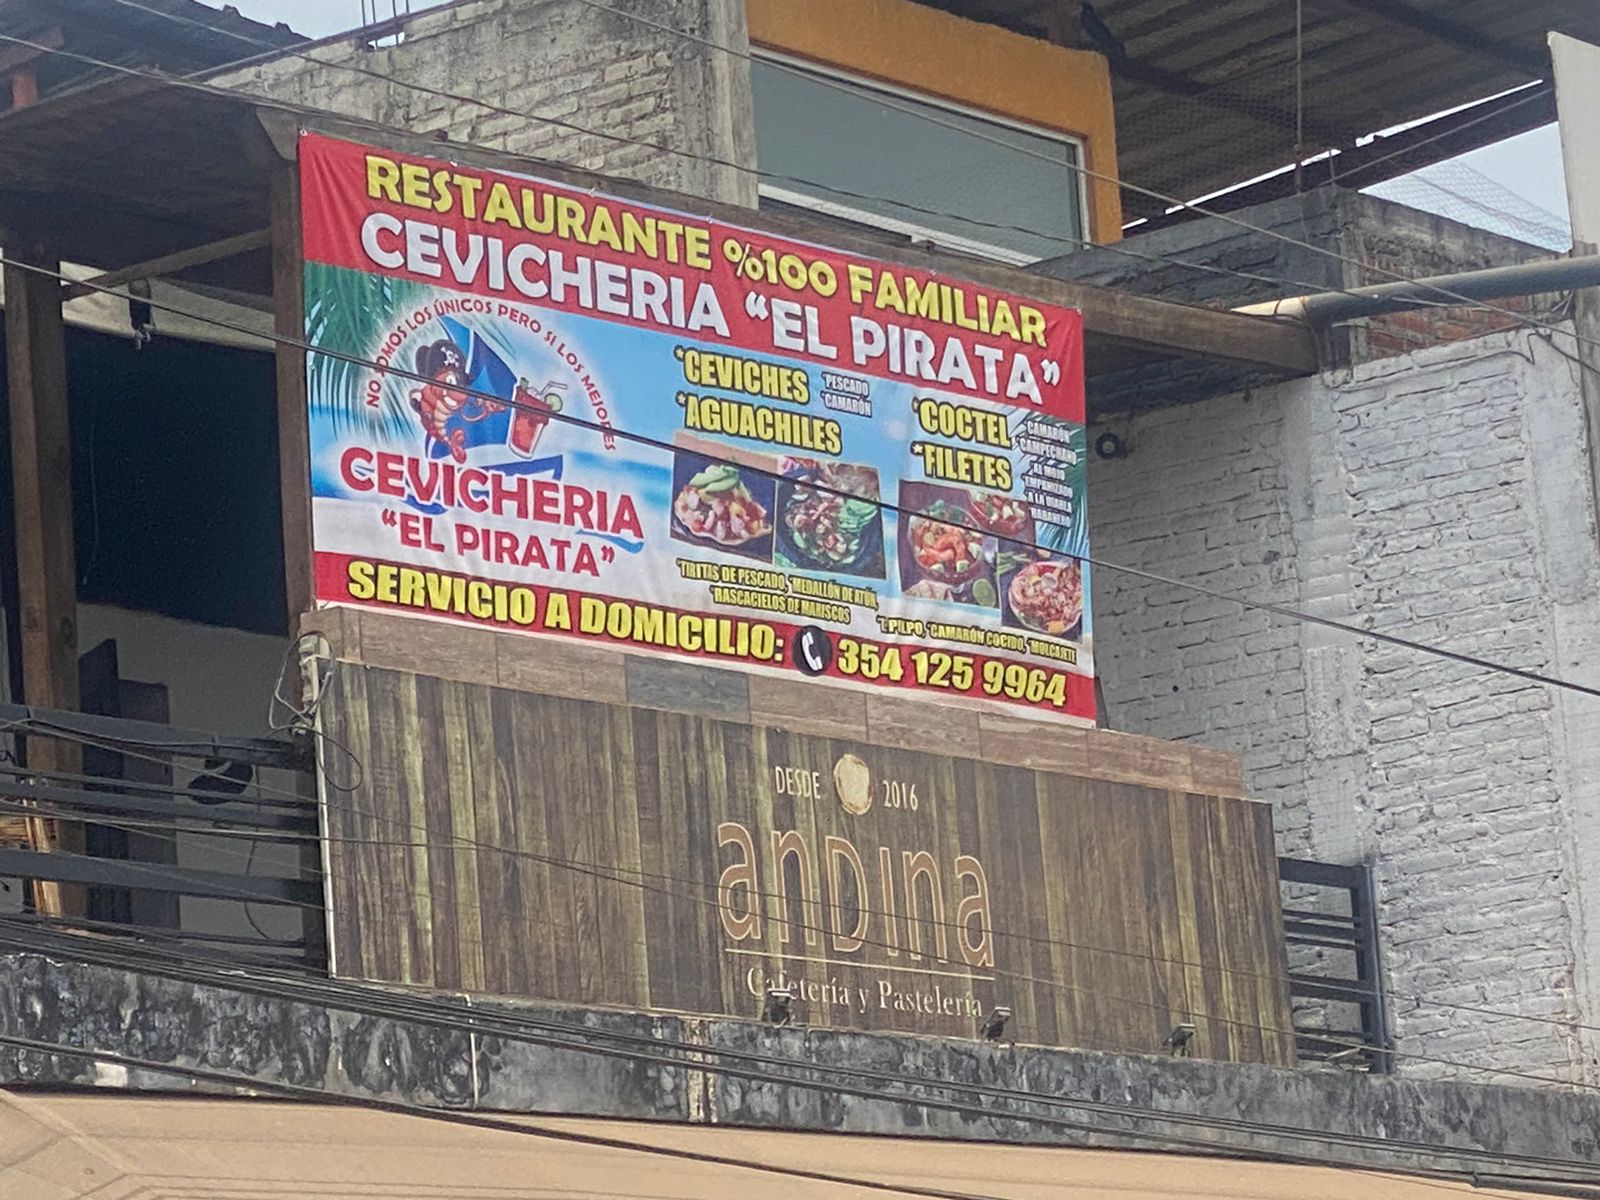 RESTAURANTE %100 FAMILIAR
CEVICHERIA "EL PIRATA"
NO SOMOS LOS ÚNICOS PERO SI LOS MEJORES
CEVICHERIA
"EL PIRATA"
*CEVICHES
*PESCADO
*CAMARÓN
*AGUACHILES
*COCTEL
*CAMARÓN
*CAMPECHANO
*FILETES
*AL MOJO
*EMPANIZADO
*A LA DIABLA
*HABANERO
*TIRITAS DE PESCADO, *MEDALLÓN DE ATÚN,
*RASCACIELOS DE MARISCOS
PILPO, *CAMARÓN COCIDO, *MOLCAJETE
SERVICIO A DOMICILIO: 354 125 9964
DESDE 2016
anDIna
Cafetería y Pastelería